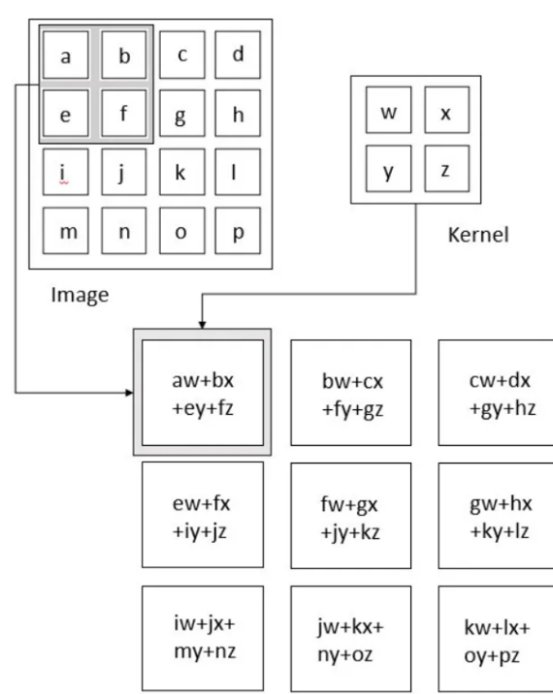 a b c d
w x
e f g h
y z
i j k l
m n o p
Kernel
Image
aw+bx bw+cx cw+dx
+ey+fz +fy+gz +gy+hz
ew+fx fw+gx gw+hx
+iy+jz +jy+kz +ky+lz
iw+jx+ jw+kx+ kw+lx+
my+nz ny+oz oy+pz